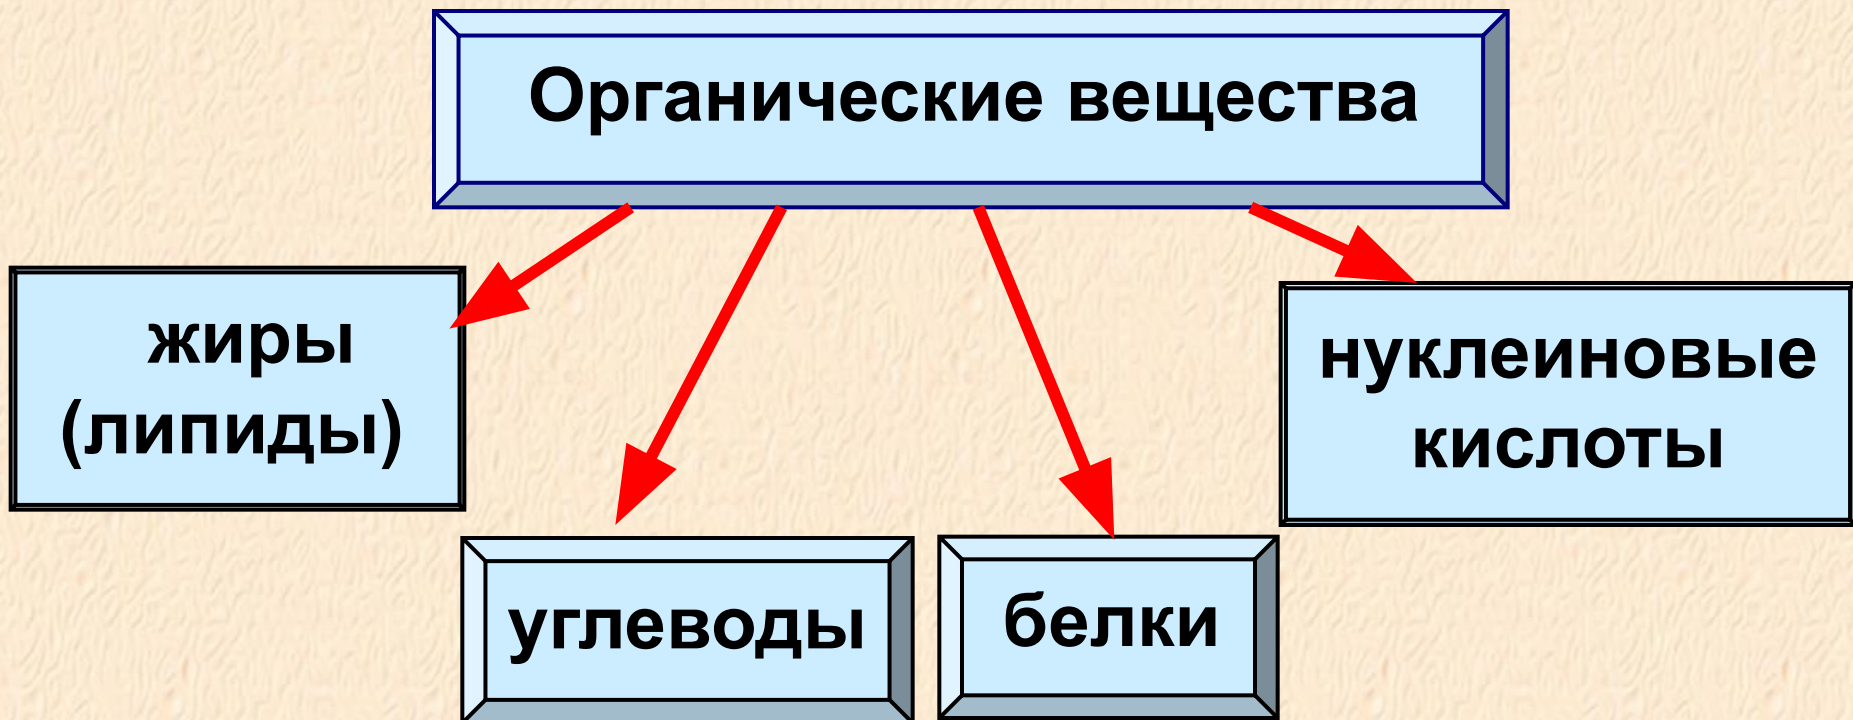 Органические вещества
жиры
(липиды)
углеводы
белки
нуклеиновые
кислоты